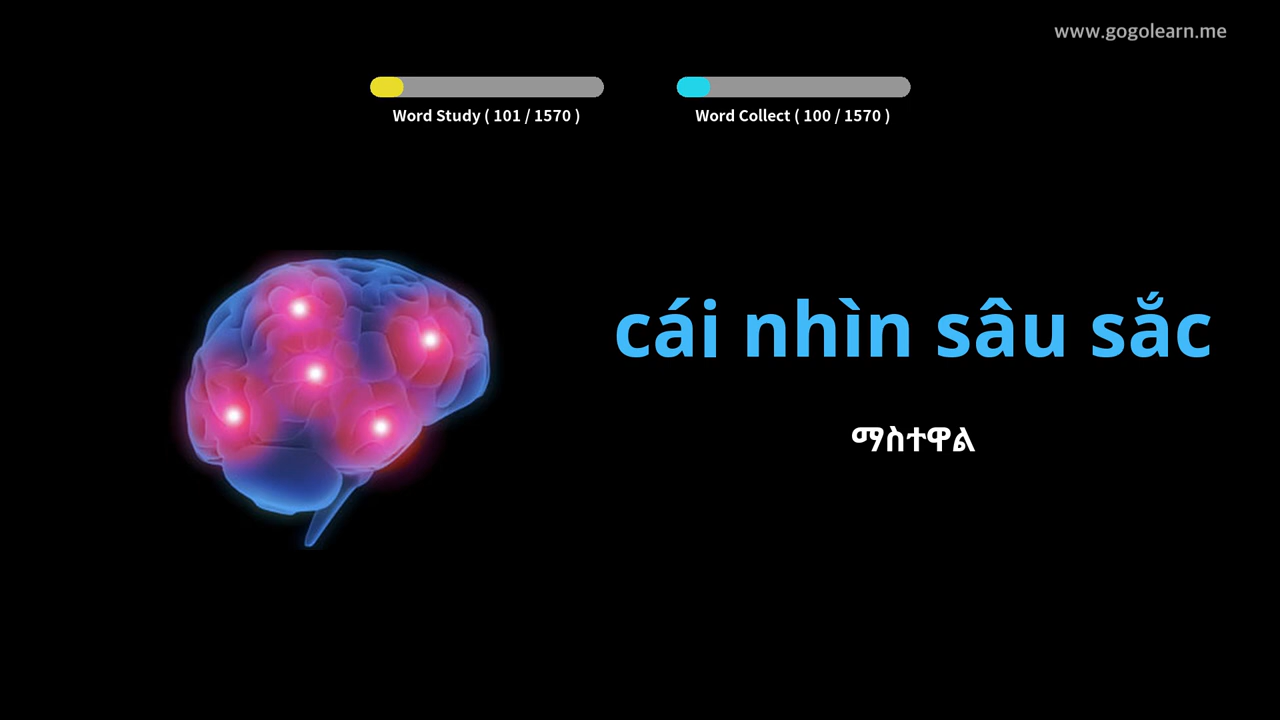 www.gogolearn.me
Word Study ( 101 / 1570 )
Word Collect ( 100 / 1570 )
cái nhìn sâu sắc
ማስተዋል